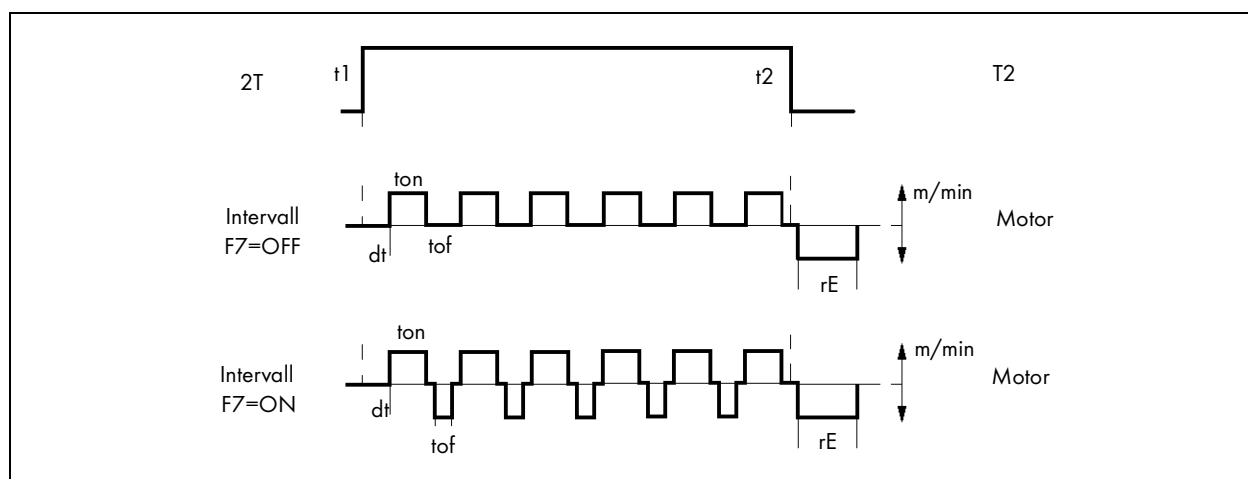 2T
t1
t2
T2
Intervall
F7=OFF
dt
ton
tof
rE
m/min
Motor
Intervall
F7=ON
dt
ton
tof
rE
m/min
Motor